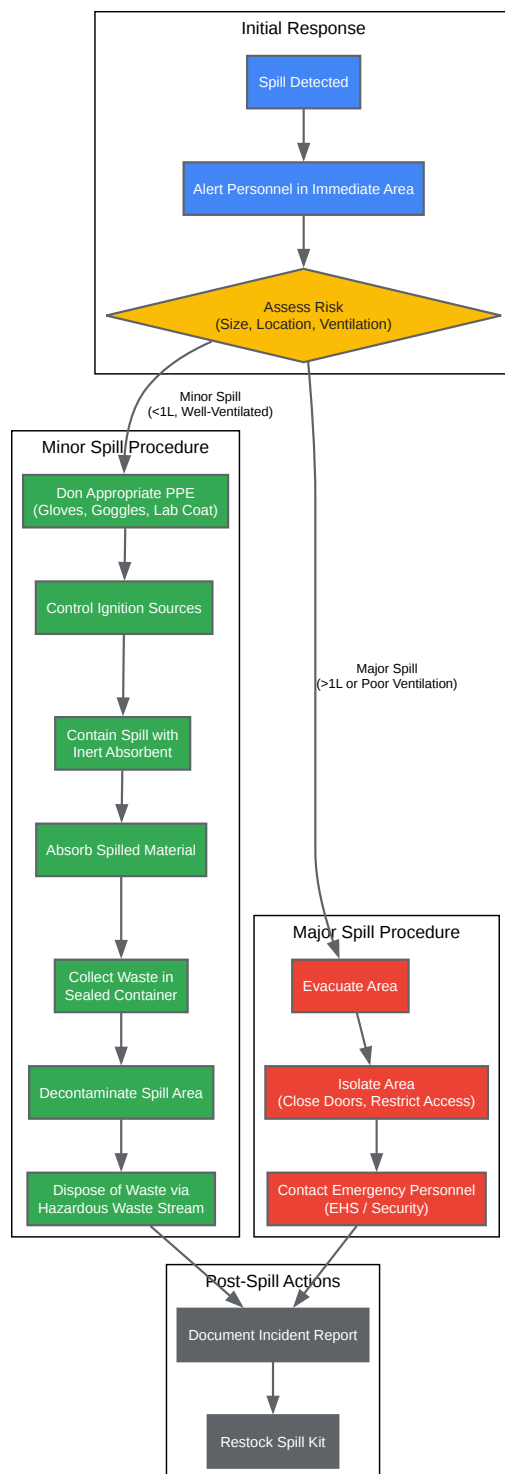 Initial Response
Spill Detected
Alert Personnel in Immediate Area
Assess Risk
(Size, Location, Ventilation)
Minor Spill
(<1L, Well-Ventilated)
Minor Spill Procedure
Don Appropriate PPE
(Gloves, Goggles, Lab Coat)
Control Ignition Sources
Contain Spill with
Inert Absorbent
Absorb Spilled Material
Collect Waste in
Sealed Container
Decontaminate Spill Area
Dispose of Waste via
Hazardous Waste Stream
Major Spill
(>1L or Poor Ventilation)
Major Spill Procedure
Evacuate Area
Isolate Area
(Close Doors, Restrict Access)
Contact Emergency Personnel
(EHS / Security)
Post-Spill Actions
Document Incident Report
Restock Spill Kit